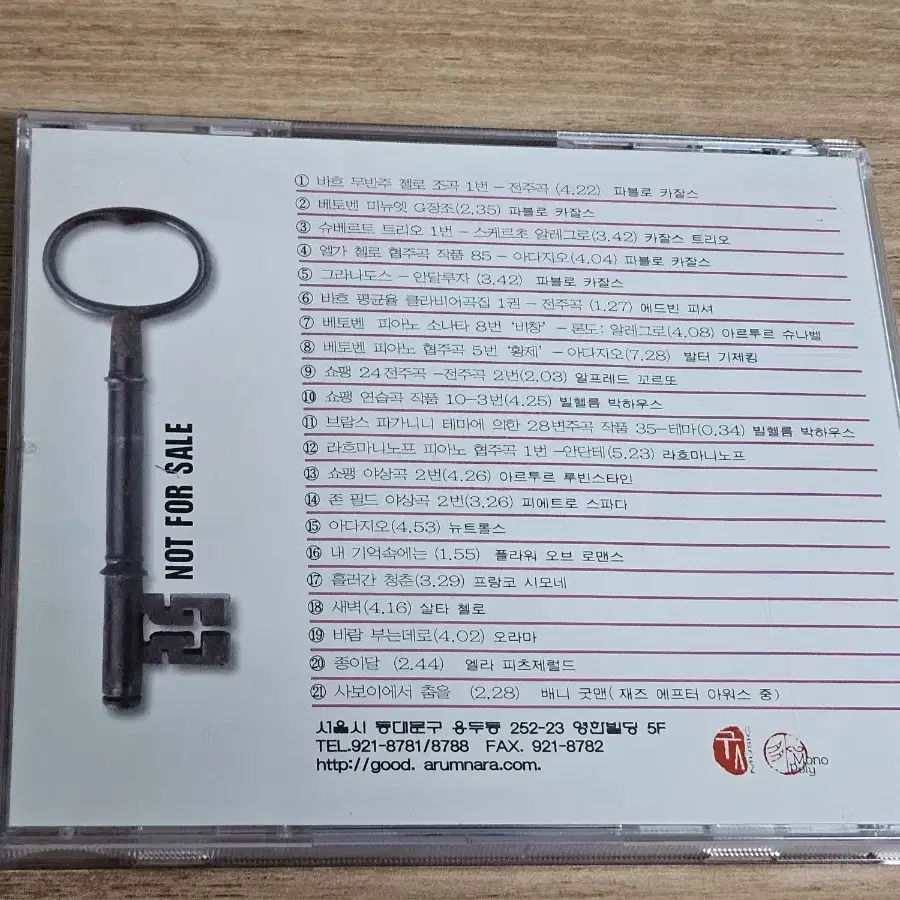 ① 바흐 무반주 첼로 조곡 1번 - 전주곡 (4.22) 파블로 카잘스
② 베토벤 미뉴엣 G장조(2.35) 파블로 카잘스
③ 슈베르트 트리오 1번 - 스케르초 알레그로(3.42) 카잘스 트리오
④ 엘가 첼로 협주곡 작품 85 - 아다지오(4.04) 파블로 카잘스
⑤ 그라나도스 - 안달루자 (3.42) 파블로 카잘스
⑥ 바흐 평균율 클라비어곡집 1권 - 전주곡 (1.27) 에드빈 피셔
⑦ 베토벤 피아노 소나타 8번 '비창' - 론도: 알레그로(4.08) 아르투르 슈나벨
⑧ 베토벤 피아노 협주곡 5번 '황제' - 아다지오(7.28) 발터 기제킹
⑨ 쇼팽 24전주곡 -전주곡 2번(2.03) 알프레드 꼬르또
⑩ 쇼팽 연습곡 작품 10-3번(4.25) 빌헬름 박하우스
⑪ 브람스 파가니니 테마에 의한 28변주곡 작품 35-테마(0.34) 빌헬름 박하우스
⑫ 라흐마니노프 피아노 협주곡 1번 -안단테(5.23) 라흐마니노프
⑬ 쇼팽 야상곡 2번(4.26) 아르투르 루빈스타인
⑭ 존 필드 야상곡 2번(3.26) 피에트로 스파다
⑮ 아다지오(4.53) 뉴트롤스
⑯ 내 기억속에는 (1.55) 플라워 오브 로맨스
⑰ 흘러간 청춘(3.29) 프랑코 시모네
⑱ 새벽(4.16) 살타 첼로
⑲ 바람 부는데로(4.02) 오라마
⑳ 종이달 (2.44) 엘라 피츠제럴드
㉑ 사보이에서 춤을 (2.28) 배니 굿맨( 재즈 에프터 아워스 중)
NOT FOR SALE
서울시 동대문구 용두동 252-23 영한빌딩 5F
TEL.921-8781/8788 FAX. 921-8782
http://good. arumnara.com.
MUSIC
Mono
Poly